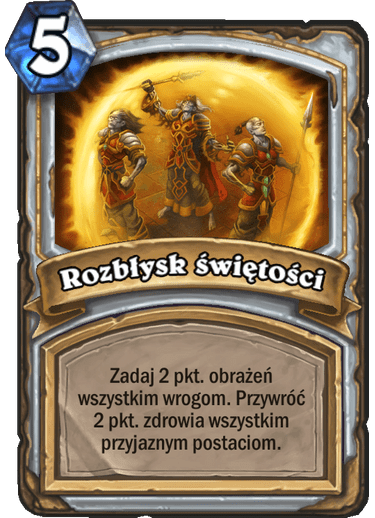 5
Rozbłysk świętości
Zadaj 2 pkt. obrażeń
wszystkim wrogom. Przywróć
2 pkt. zdrowia wszystkim
przyjaznym postaciom.